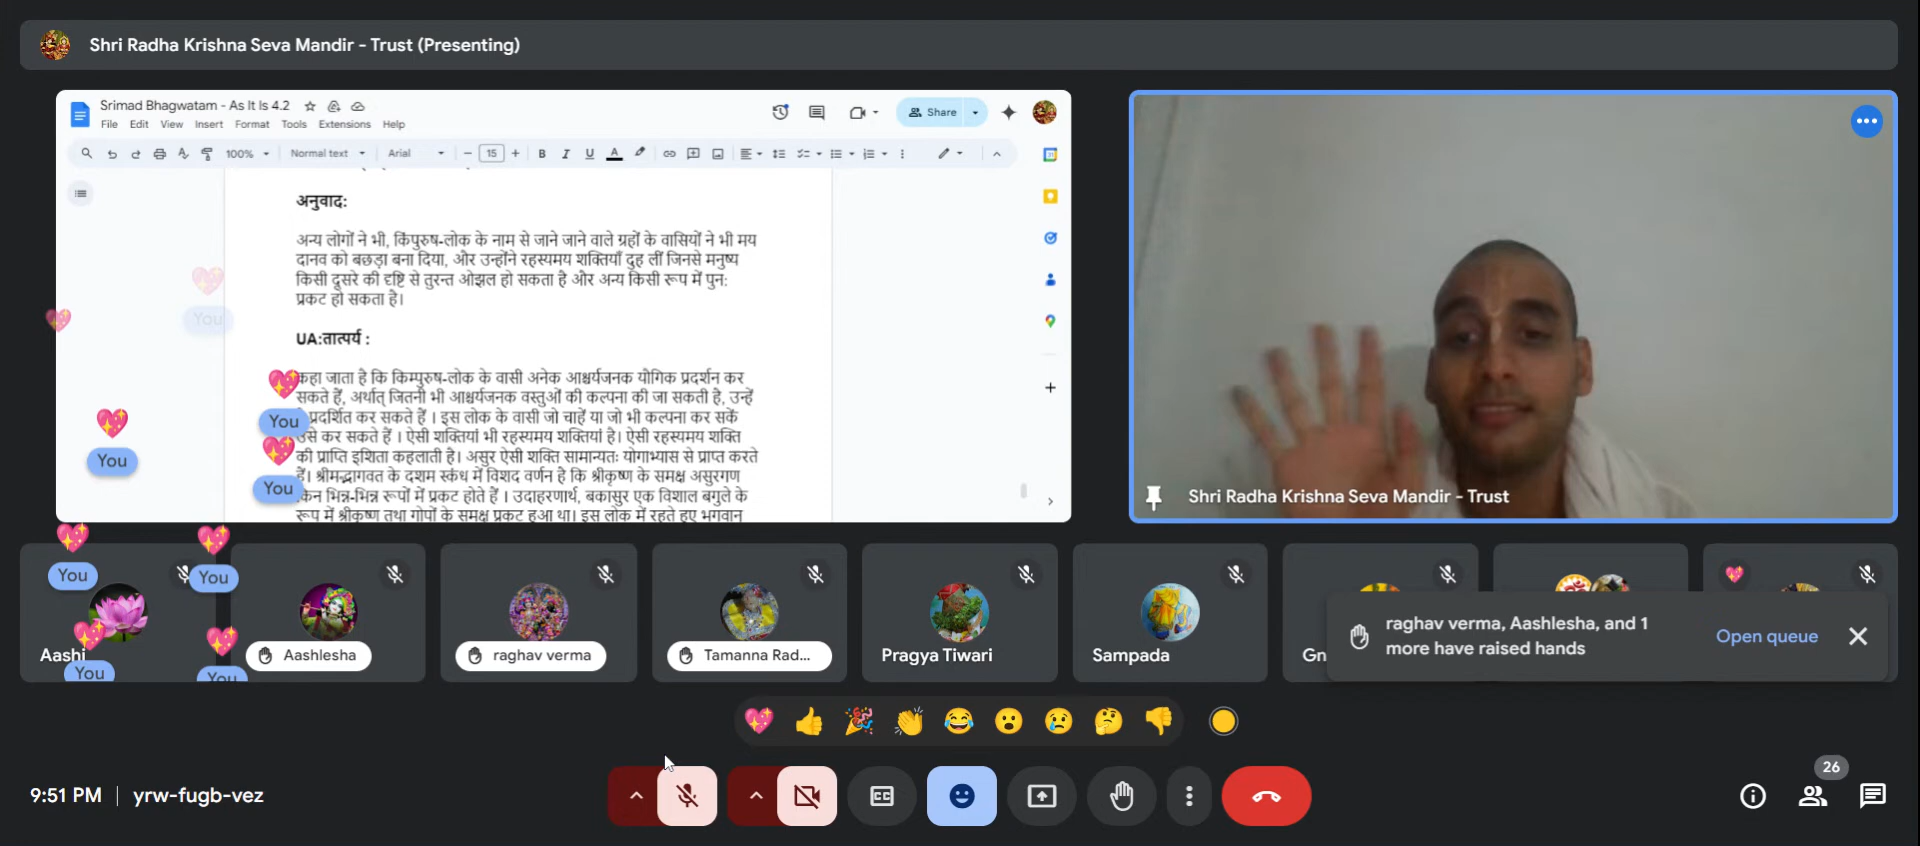 Shri Radha Krishna Seva Mandir - Trust (Presenting)
Srimad Bhagwatam - As It Is 4.2
File Edit View Insert Format Tools Extensions Help
Share
100% Normal text Arial 15 B I U A
अनुवाद:
अन्य लोगों ने भी, किंपुरुष-लोक के नाम से जाने जाने वाले ग्रहों के वासियों ने भी मय
दानव को बछड़ा बना दिया, और उन्होंने रहस्यमय शक्तियाँ दुह लीं जिनसे मनुष्य
किसी दूसरे की दृष्टि से तुरन्त ओझल हो सकता है और अन्य किसी रूप में पुन:
प्रकट हो सकता है।
UA:तात्पर्य :
कहा जाता है कि किम्पुरुष-लोक के वासी अनेक आश्चर्यजनक योगिक प्रदर्शन कर
सकते हैं, अर्थात् जितनी भी आश्चर्यजनक वस्तुओं की कल्पना की जा सकती है, उन्हें
प्रदर्शित कर सकते हैं । इस लोक के वासी जो चाहें या जो भी कल्पना कर सकें
उसे कर सकते हैं । ऐसी शक्तियां भी रहस्यमय शक्तियां है। ऐसी रहस्यमय शक्ति
की प्राप्ति इशिता कहलाती है। असुर ऐसी शक्ति सामान्यतः योगाभ्यास से प्राप्त करते
हैं। श्रीमद्भागवत के दशम स्कंध में विशद वर्णन है कि श्रीकृष्ण के समक्ष असुरगण
किन भिन्न-भिन्न रूपों में प्रकट होते हैं । उदाहरणार्थ, बकासुर एक विशाल बगुले के
रूप में श्रीकृष्ण तथा गोपों के समक्ष प्रकट हुआ था। इस लोक में रहते हुए भगवान्
You
You
You
You
Shri Radha Krishna Seva Mandir - Trust
You
You
You
You
Aashi
Aashlesha
raghav verma
Tamanna Rad...
Pragya Tiwari
Sampada
Gn
raghav verma, Aashlesha, and 1
more have raised hands
Open queue
9:51 PM | yrw-fugb-vez
CC
26